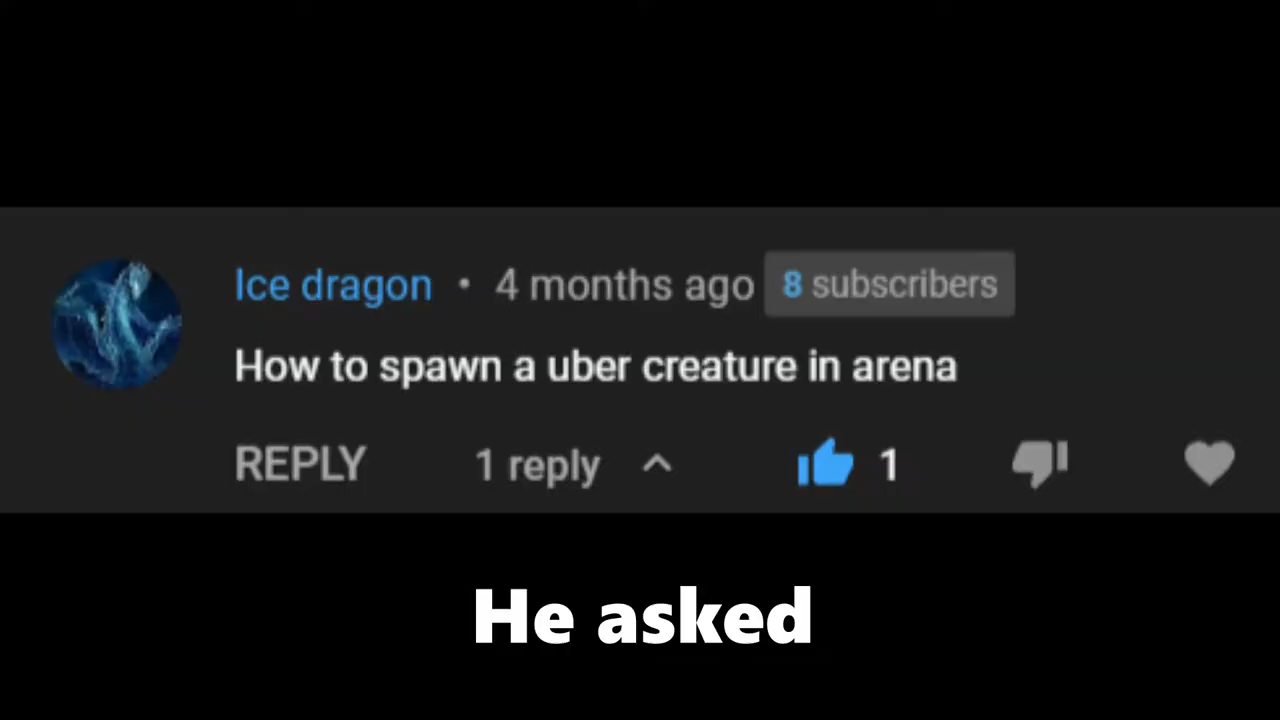 Ice dragon • 4 months ago 8 subscribers
How to spawn a uber creature in arena
REPLY 1 reply 1
He asked